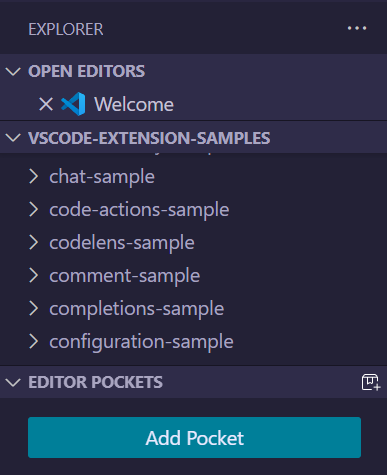 EXPLORER
OPEN EDITORS
Welcome
VSCODE-EXTENSION-SAMPLES
chat-sample
code-actions-sample
codelens-sample
comment-sample
completions-sample
configuration-sample
EDITOR POCKETS
Add Pocket